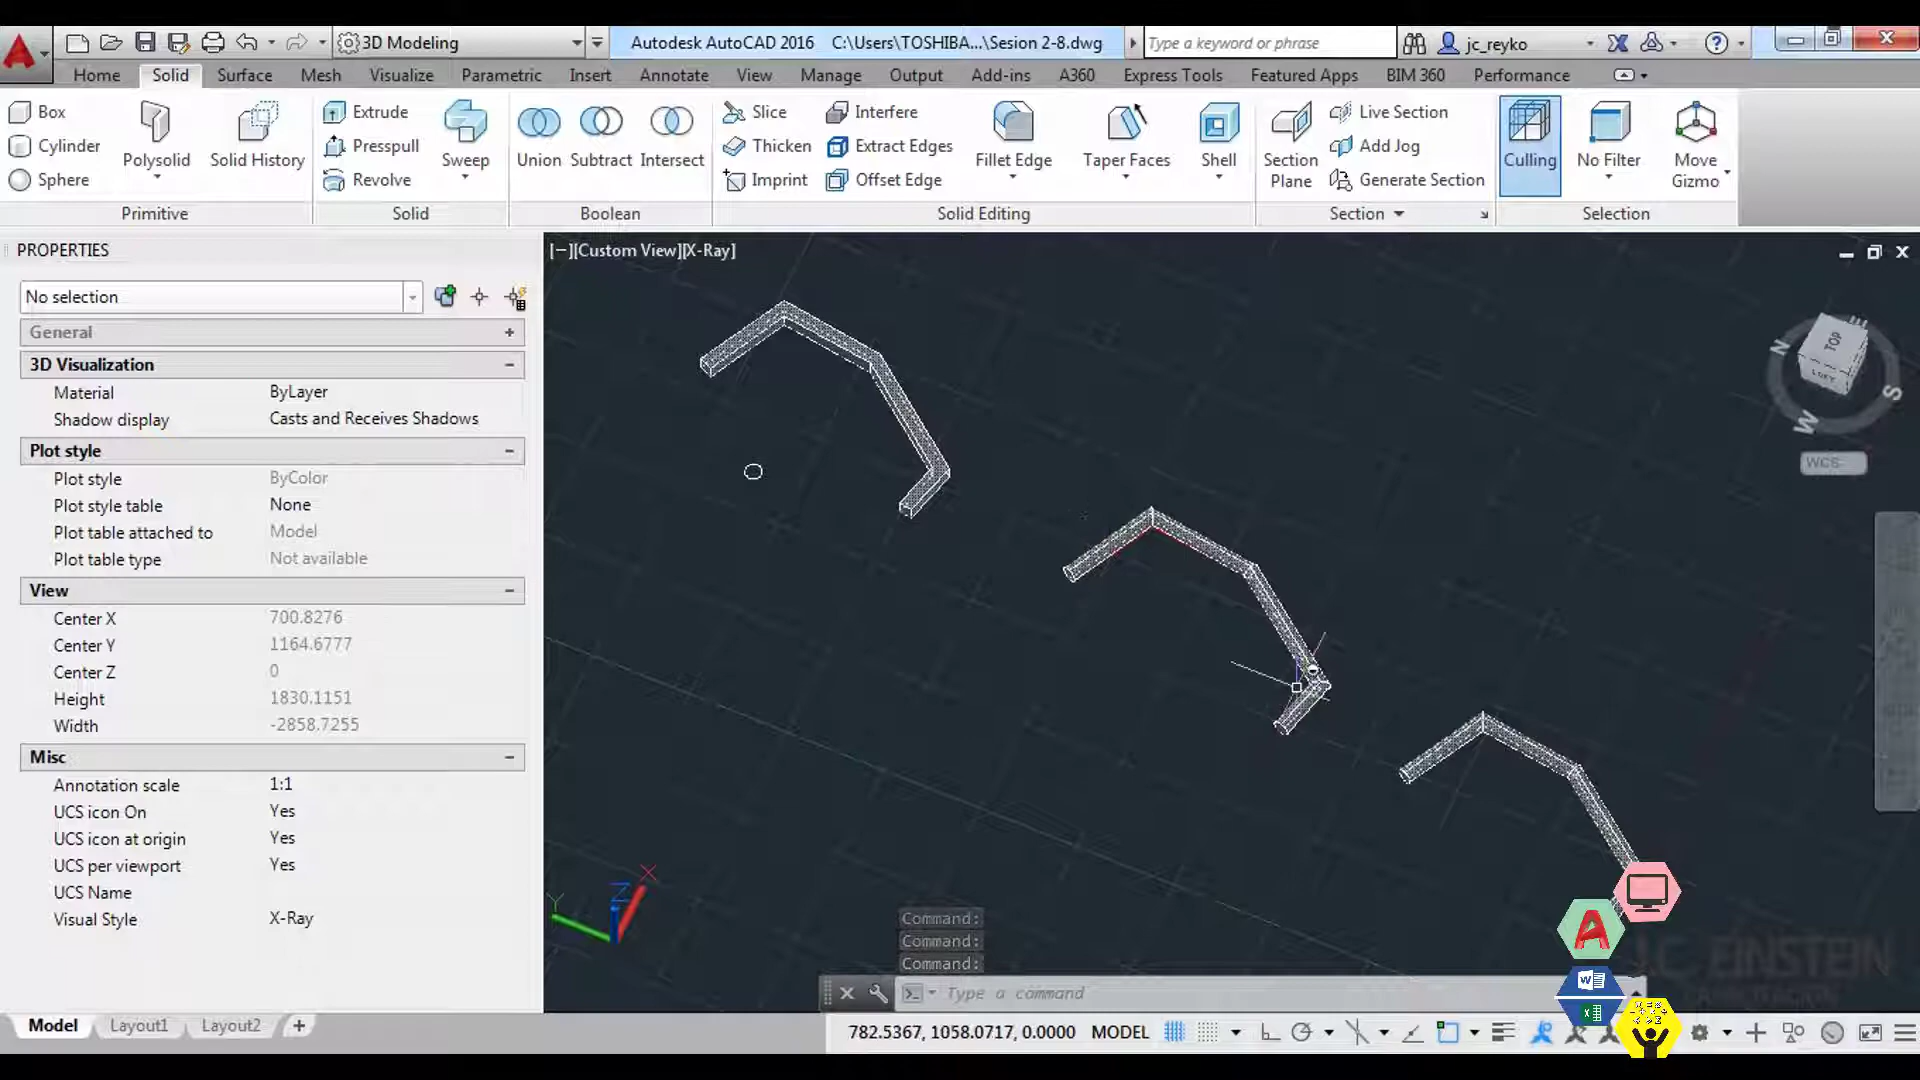 3D Modeling
Autodesk AutoCAD 2016 C:\Users\TOSHIBA...\Sesion 2-8.dwg
Type a keyword or phrase
jc_reyko
Home Solid Surface Mesh Visualize Parametric Insert Annotate View Manage Output Add-ins A360 Express Tools Featured Apps BIM 360 Performance
Box
Cylinder
Sphere
Polysolid
Solid History
Primitive
Extrude
Presspull
Revolve
Sweep
Solid
Union Subtract Intersect
Boolean
Slice
Thicken
Imprint
Interfere
Extract Edges
Offset Edge
Fillet Edge
Taper Faces
Shell
Solid Editing
Section
Plane
Live Section
Add Jog
Generate Section
Section
Culling
No Filter
Move
Gizmo
Selection
PROPERTIES
No selection
General
3D Visualization
Material ByLayer
Shadow display Casts and Receives Shadows
Plot style
Plot style ByColor
Plot style table None
Plot table attached to Model
Plot table type Not available
View
Center X 700.8276
Center Y 1164.6777
Center Z 0
Height 1830.1151
Width -2858.7255
Misc
Annotation scale 1:1
UCS icon On Yes
UCS icon at origin Yes
UCS per viewport Yes
UCS Name
Visual Style X-Ray
[−][Custom View][X-Ray]
N
TOP
LEFT
S
W
WCS
X
Y
Z
Command:
Command:
Command:
Type a command
J.C. EINSTEIN
Model Layout1 Layout2 +
782.5367, 1058.0717, 0.0000 MODEL